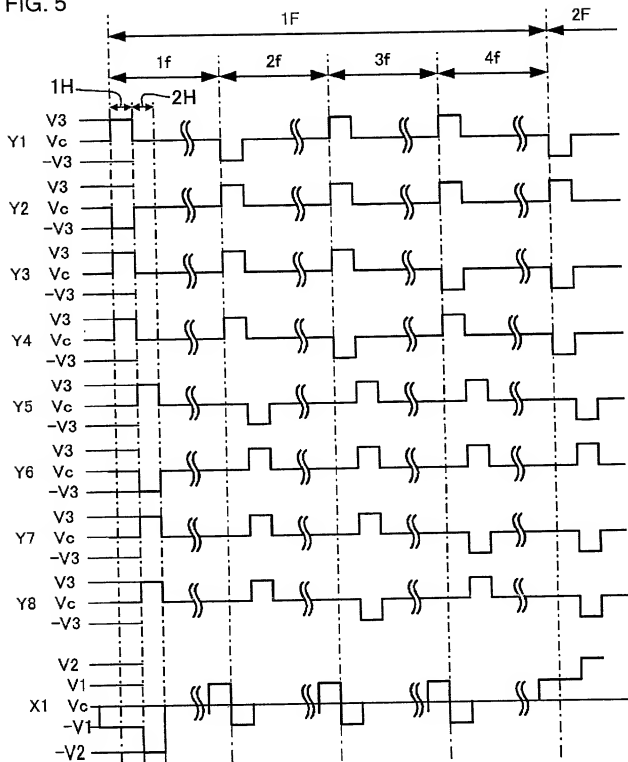 FIG. 5
1F 2F
1f 2f 3f 4f
1H 2H
V3
Y1 Vc
-V3
V3
Y2 Vc
-V3
V3
Y3 Vc
-V3
V3
Y4 Vc
-V3
V3
Y5 Vc
-V3
V3
Y6 Vc
-V3
V3
Y7 Vc
-V3
V3
Y8 Vc
-V3
V2
V1
X1 Vc
-V1
-V2